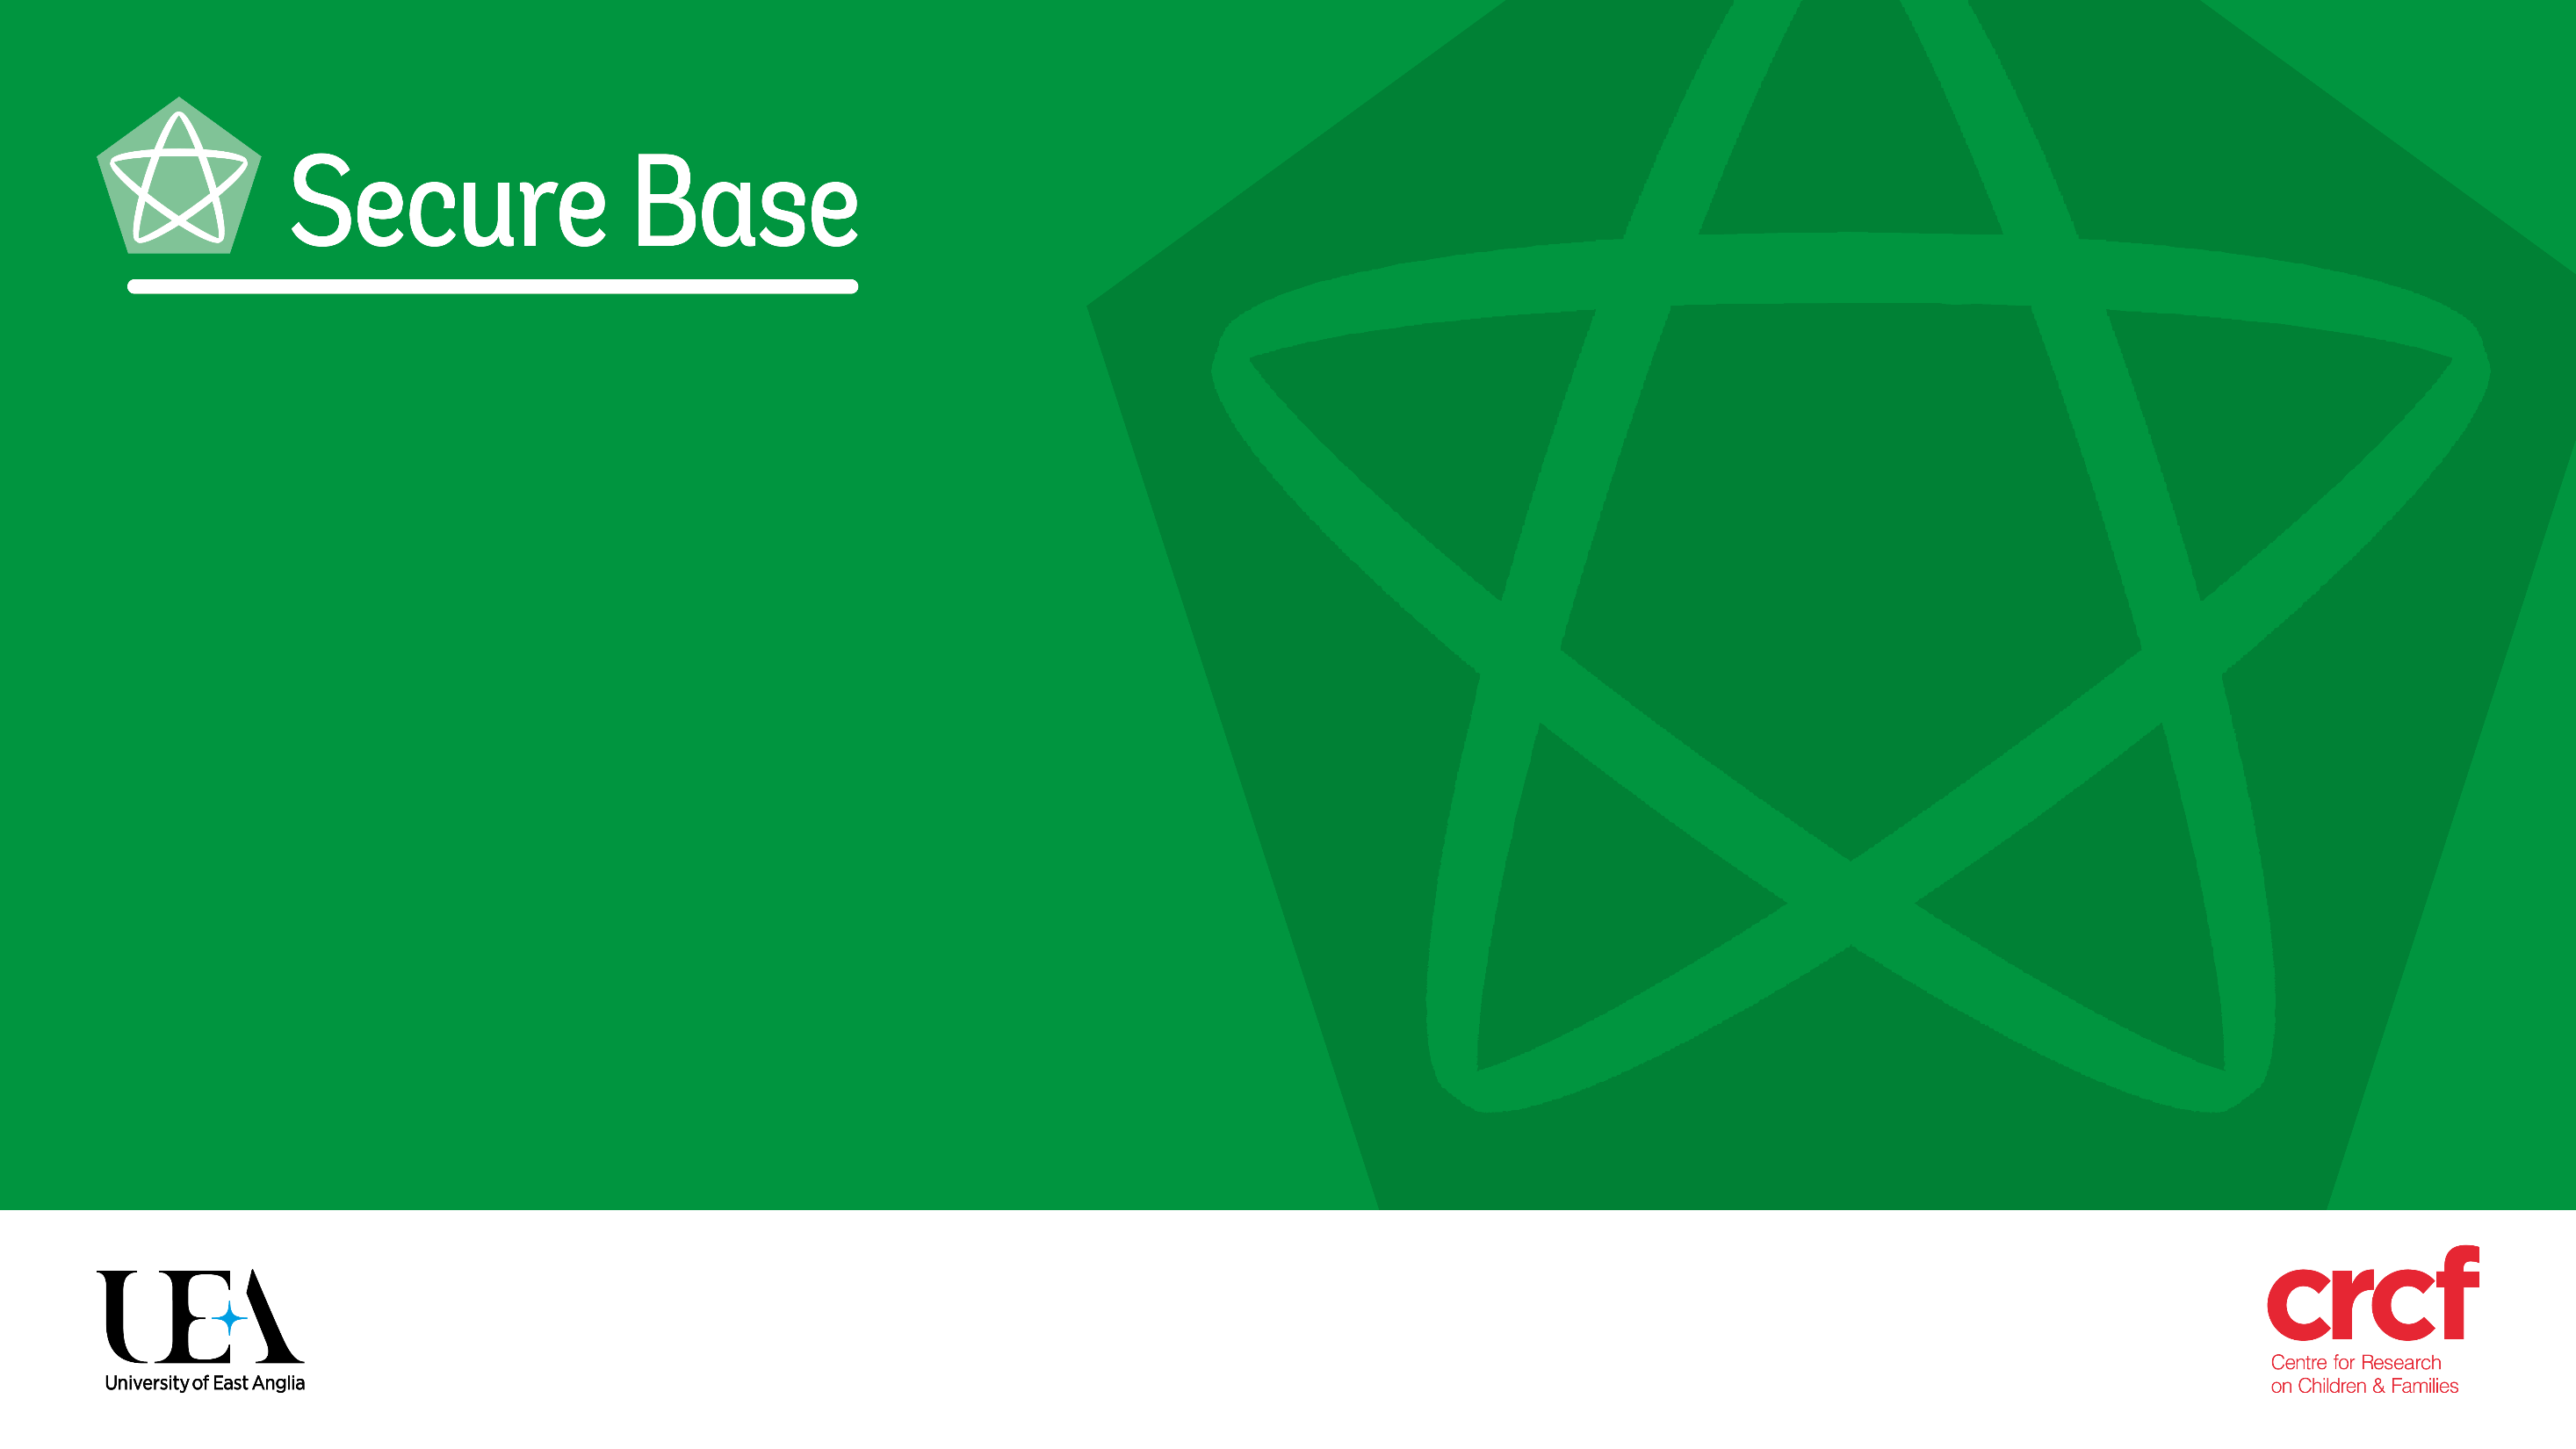 Secure Base
UEA
University of East Anglia
crcf
Centre for Research
on Children & Families